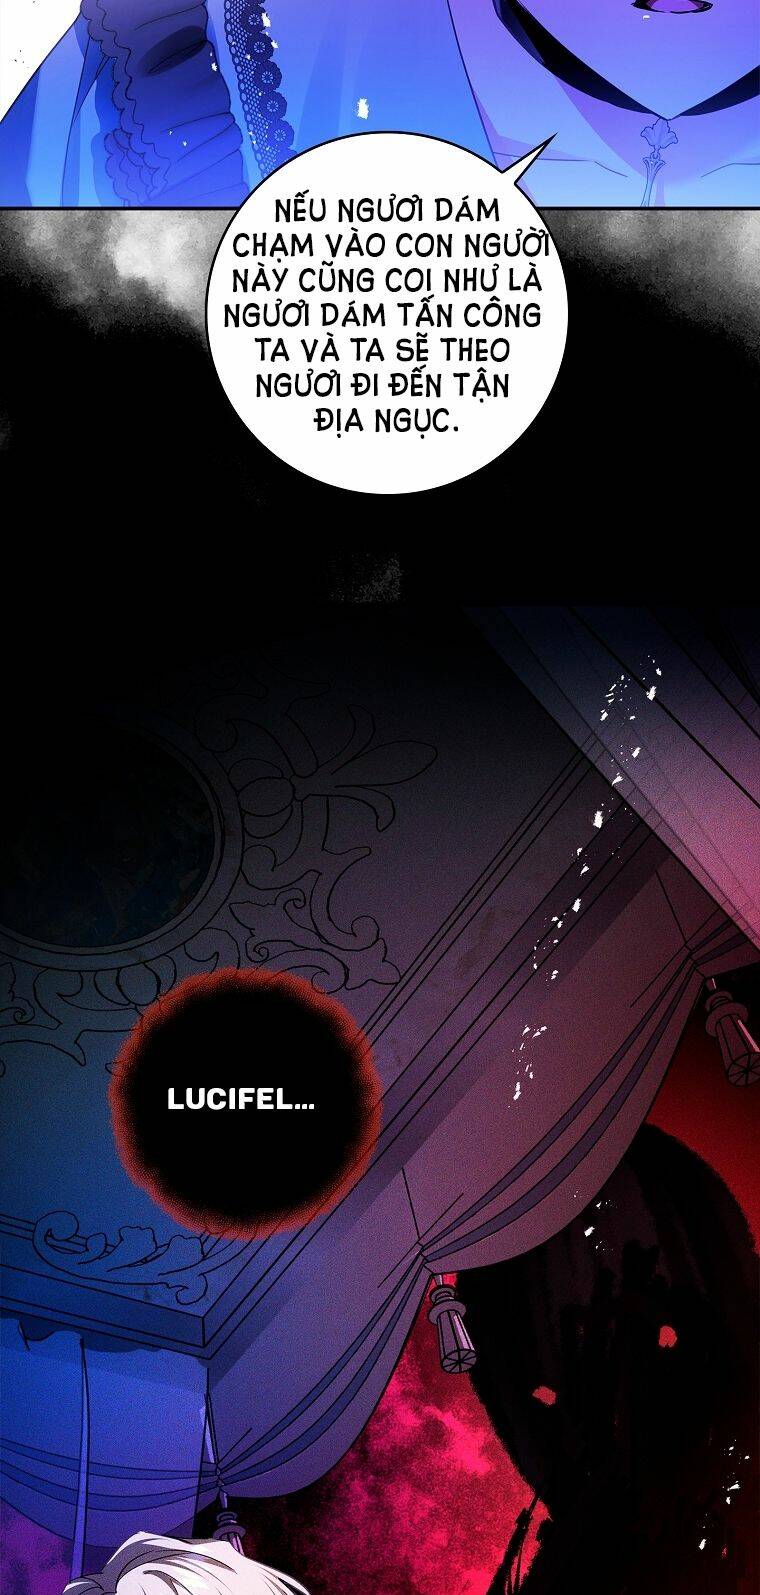 NẾU NGƯƠI DÁM
CHẠM VÀO CON NGƯỜI
NÀY CŨNG COI NHƯ LÀ
NGƯƠI DÁM TẤN CÔNG
TA VÀ TA SẼ THEO
NGƯƠI ĐI ĐẾN TẬN
ĐỊA NGỤC.
LUCIFEL...